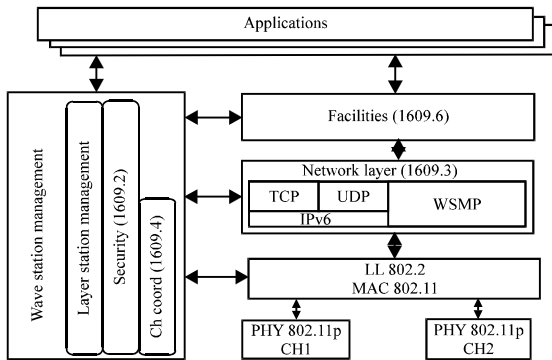 Applications
Facilities (1609.6)
Network layer (1609.3)
TCP
UDP
WSMP
IPv6
LL 802.2
MAC 802.11
PHY 802.11p
CH1
PHY 802.11p
CH2
Wave station management
Layer station management
Security (1609.2)
Ch coord (1609.4)